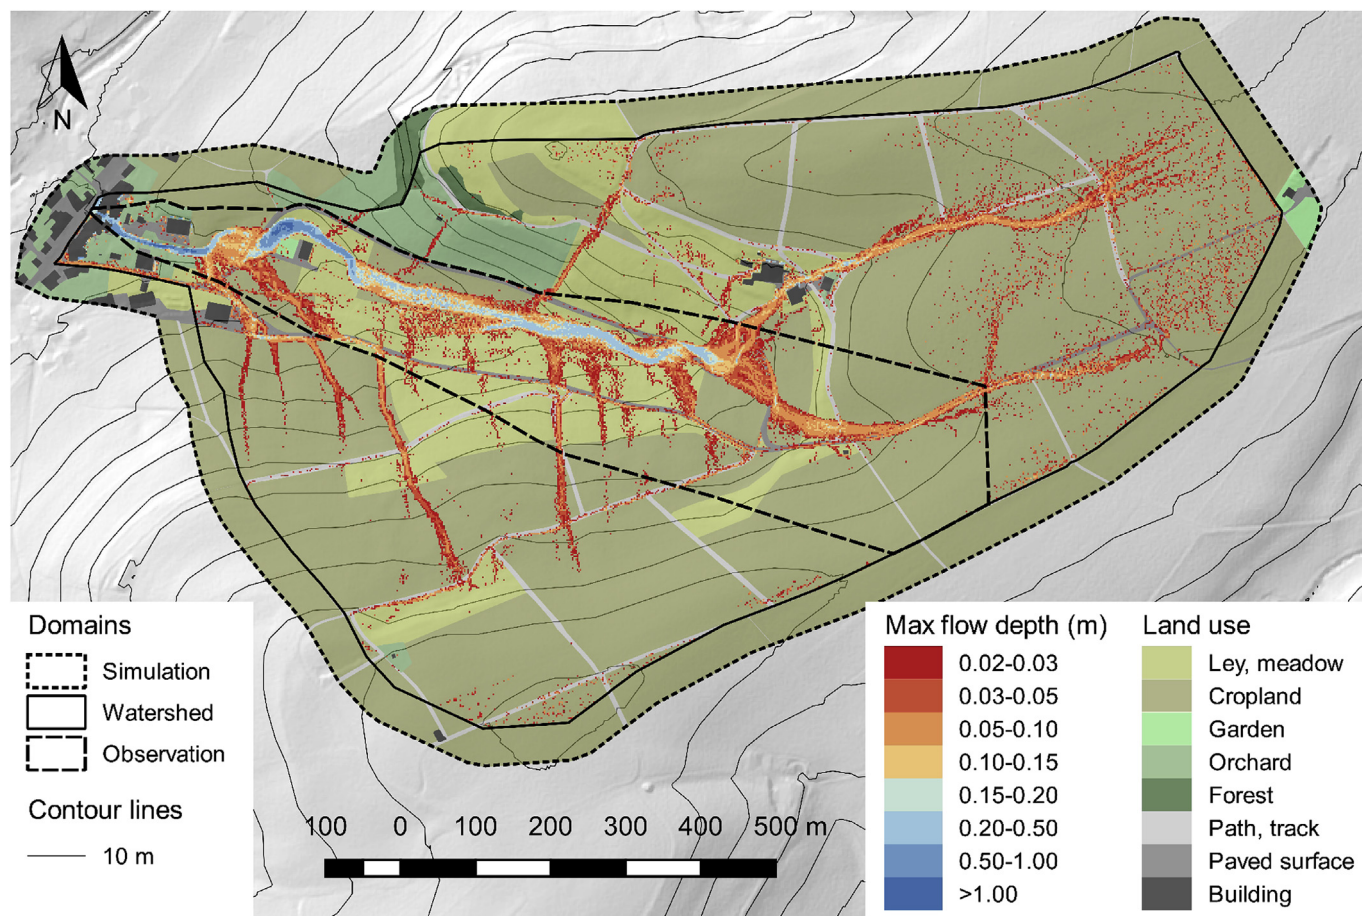 N
Domains
Simulation
Watershed
Observation
Contour lines
10 m
100 0 100 200 300 400 500 m
Max flow depth (m)
0.02-0.03
0.03-0.05
0.05-0.10
0.10-0.15
0.15-0.20
0.20-0.50
0.50-1.00
>1.00
Land use
Ley, meadow
Cropland
Garden
Orchard
Forest
Path, track
Paved surface
Building